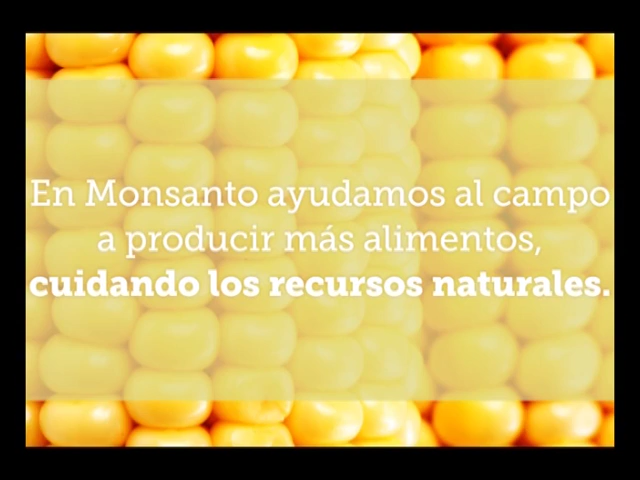 En Monsanto ayudamos al campo
a producir más alimentos,
cuidando los recursos naturales.